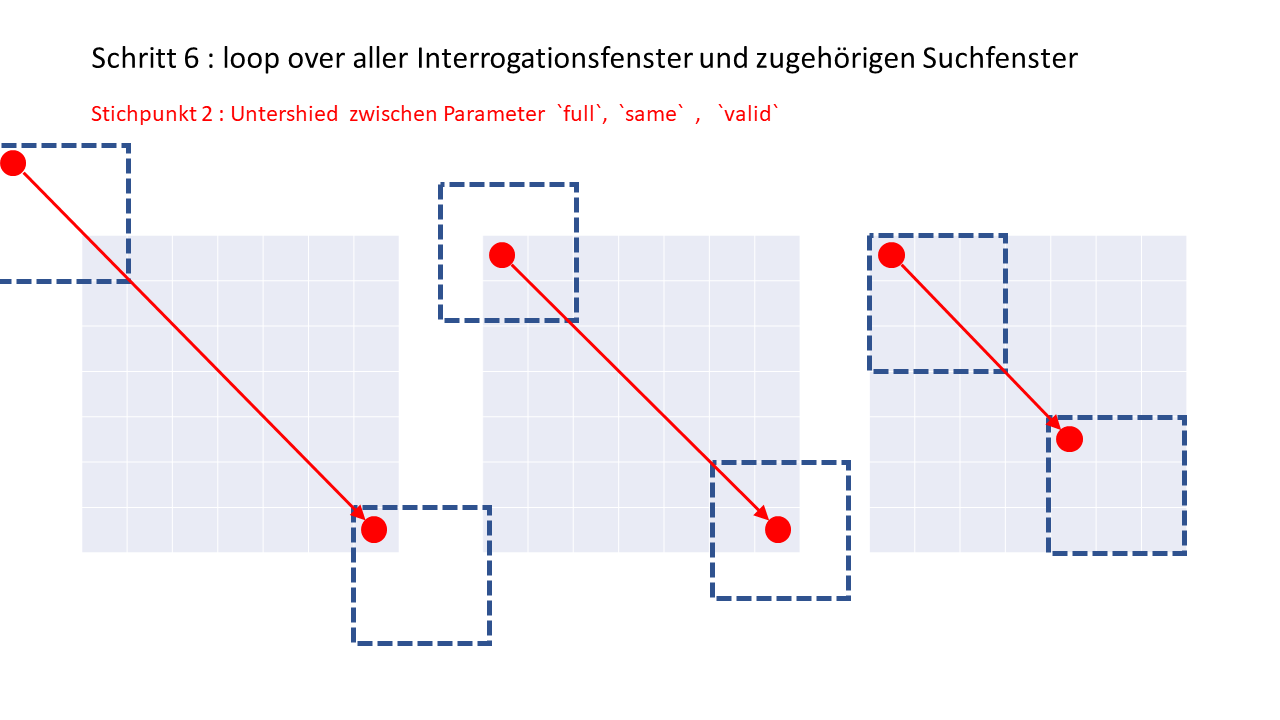 Schritt 6 : loop over aller Interrogationsfenster und zugehörigen Suchfenster
Stichpunkt 2 : Untershied zwischen Parameter `full`, `same` , `valid`